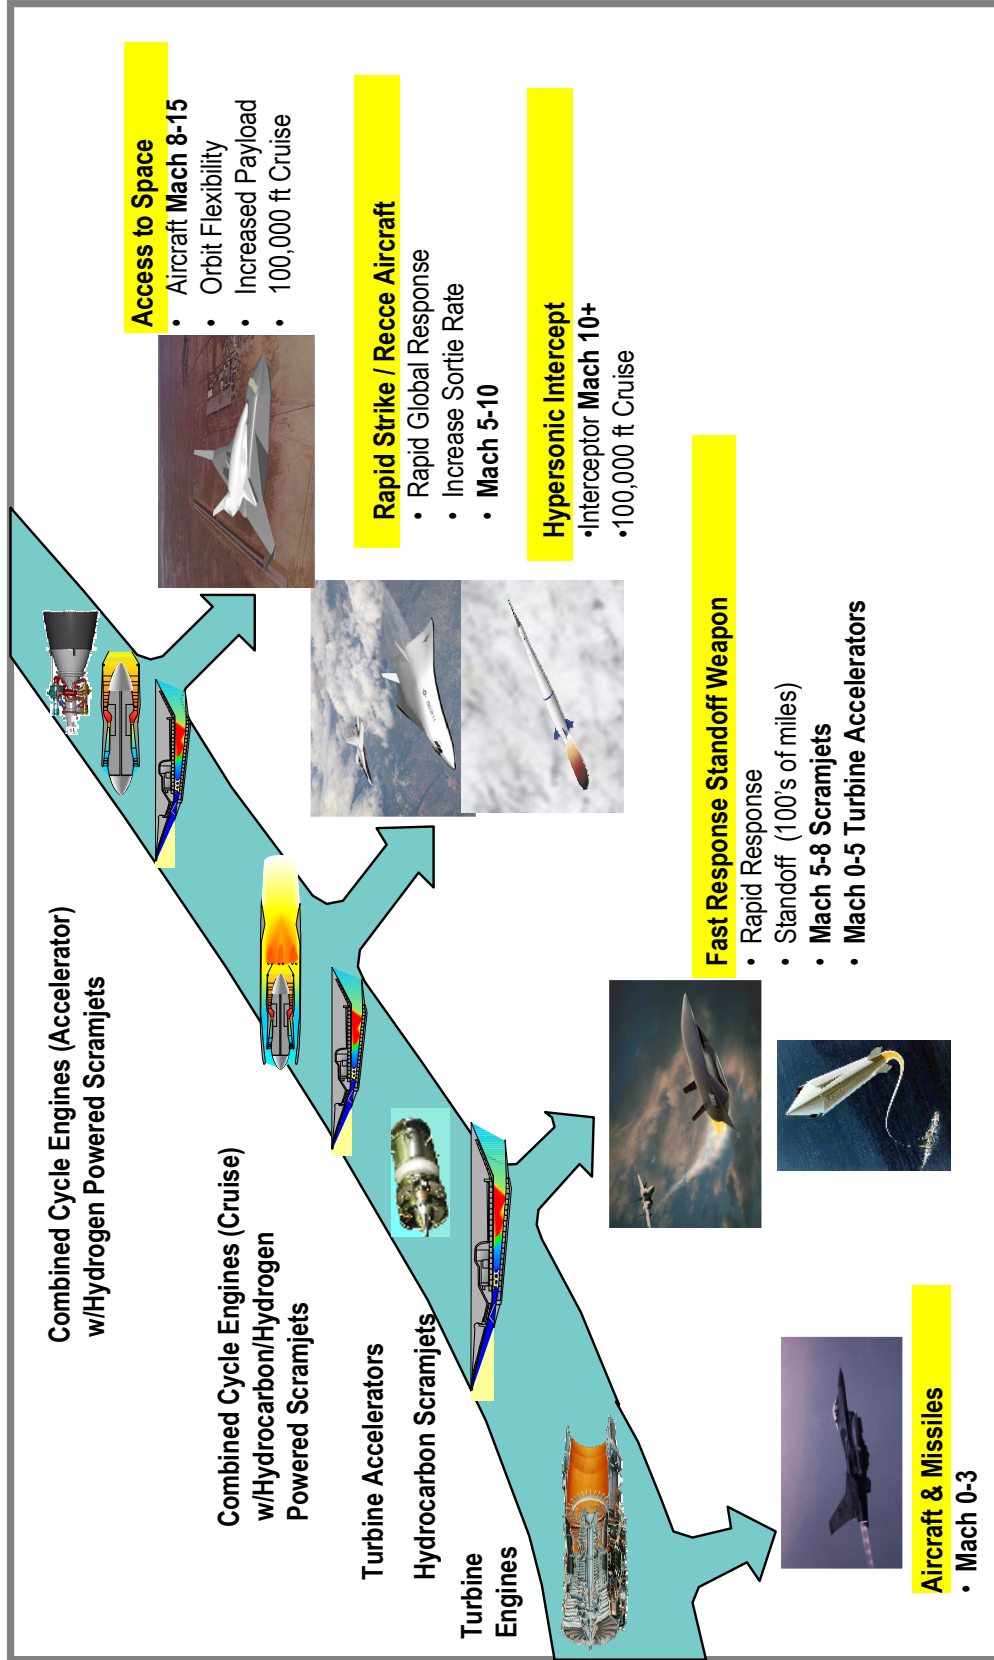 Combined Cycle Engines (Accelerator)
w/Hydrogen Powered Scramjets
Combined Cycle Engines (Cruise)
w/Hydrocarbon/Hydrogen
Powered Scramjets
Turbine Accelerators
Hydrocarbon Scramjets
Turbine
Engines
Access to Space
• Aircraft Mach 8-15
• Orbit Flexibility
• Increased Payload
• 100,000 ft Cruise
Rapid Strike / Recce Aircraft
• Rapid Global Response
• Increase Sortie Rate
• Mach 5-10
Hypersonic Intercept
•Interceptor Mach 10+
•100,000 ft Cruise
Fast Response Standoff Weapon
• Rapid Response
• Standoff (100's of miles)
• Mach 5-8 Scramjets
• Mach 0-5 Turbine Accelerators
Aircraft & Missiles
• Mach 0-3